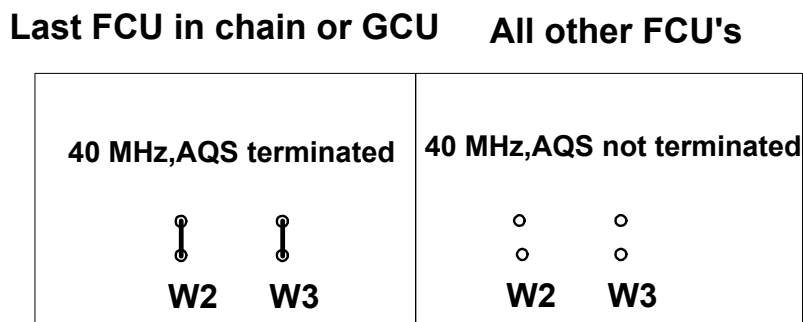 Last FCU in chain or GCU All other FCU's
40 MHz,AQS terminated 40 MHz,AQS not terminated
W2 W3 W2 W3